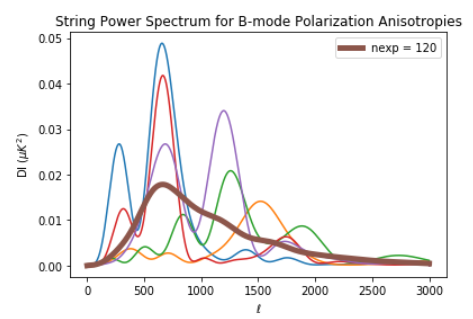 String Power Spectrum for B-mode Polarization Anisotropies
nexp = 120
Dl (μK²)
0.05
0.04
0.03
0.02
0.01
0.00
0 500 1000 1500 2000 2500 3000
ℓ